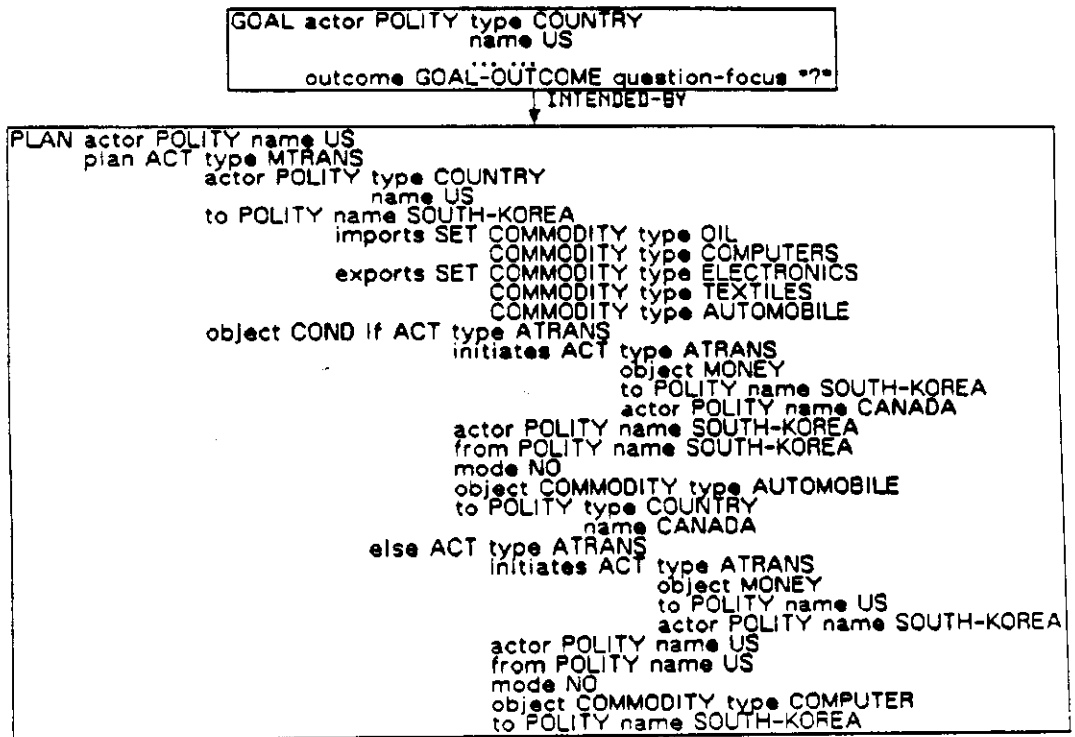 GOAL actor POLITY type COUNTRY
name US
... ...
outcome GOAL-OUTCOME question-focus "?"
INTENDED-BY
PLAN actor POLITY name US
plan ACT type MTRANS
actor POLITY type COUNTRY
name US
to POLITY name SOUTH-KOREA
imports SET COMMODITY type OIL
COMMODITY type COMPUTERS
exports SET COMMODITY type ELECTRONICS
COMMODITY type TEXTILES
COMMODITY type AUTOMOBILE
object COND if ACT type ATRANS
initiates ACT type ATRANS
object MONEY
to POLITY name SOUTH-KOREA
actor POLITY name CANADA
actor POLITY name SOUTH-KOREA
from POLITY name SOUTH-KOREA
mode NO
object COMMODITY type AUTOMOBILE
to POLITY type COUNTRY
name CANADA
else ACT type ATRANS
initiates ACT type ATRANS
object MONEY
to POLITY name US
actor POLITY name SOUTH-KOREA
actor POLITY name US
from POLITY name US
mode NO
object COMMODITY type COMPUTER
to POLITY name SOUTH-KOREA